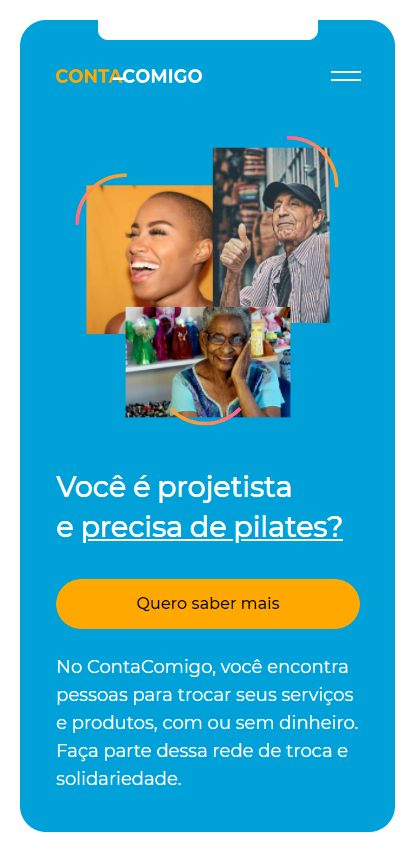 CONTACOMIGO
Você é projetista
e precisa de pilates?
Quero saber mais
No ContaComigo, você encontra
pessoas para trocar seus serviços
e produtos, com ou sem dinheiro.
Faça parte dessa rede de troca e
solidariedade.